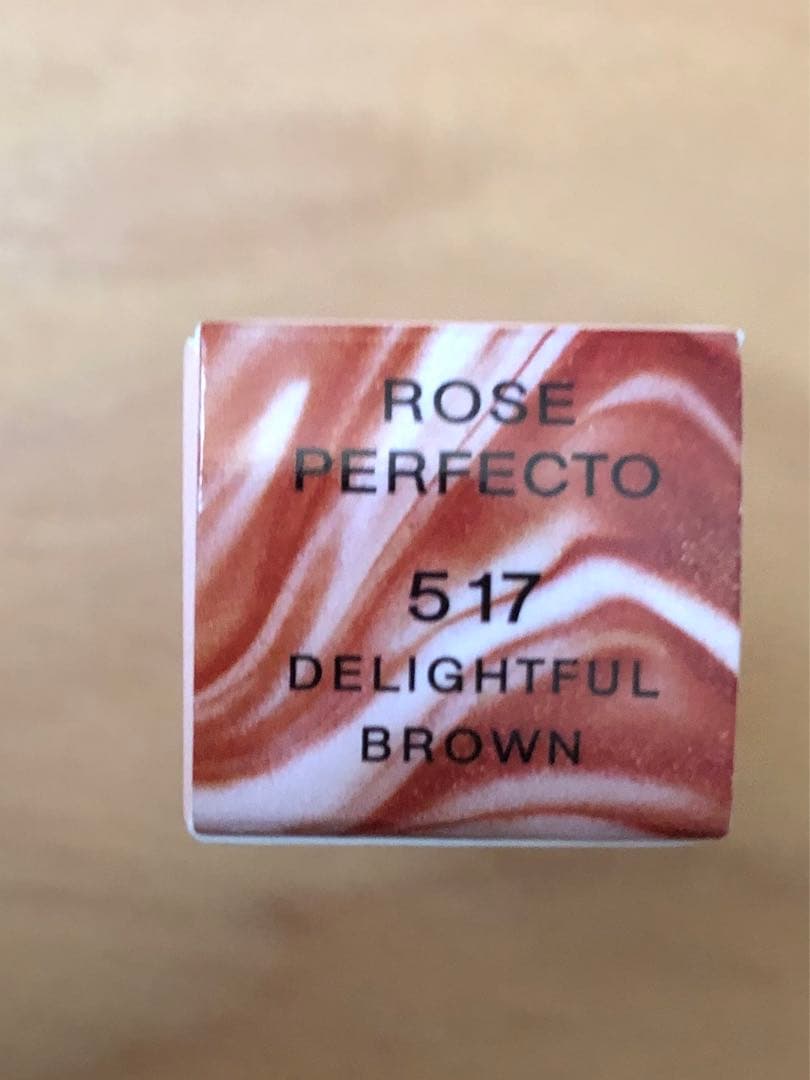 ROSE
PERFECTO
517
DELIGHTFUL
BROWN